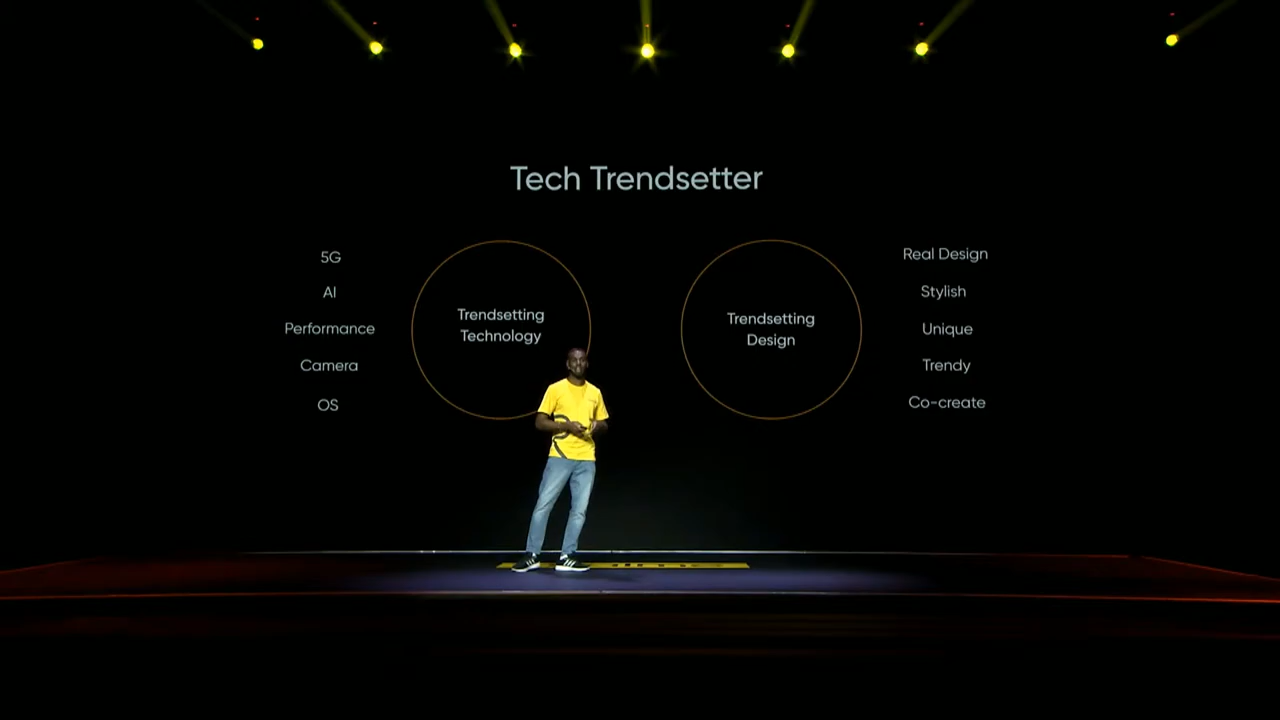 Tech Trendsetter
5G
AI
Performance
Camera
OS
Trendsetting
Technology
Trendsetting
Design
Real Design
Stylish
Unique
Trendy
Co-create